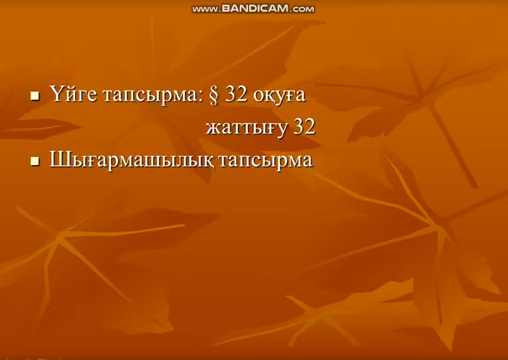 www.BANDICAM.com
Үйге тапсырма: § 32 оқуға
жаттығу 32
Шығармашылық тапсырма